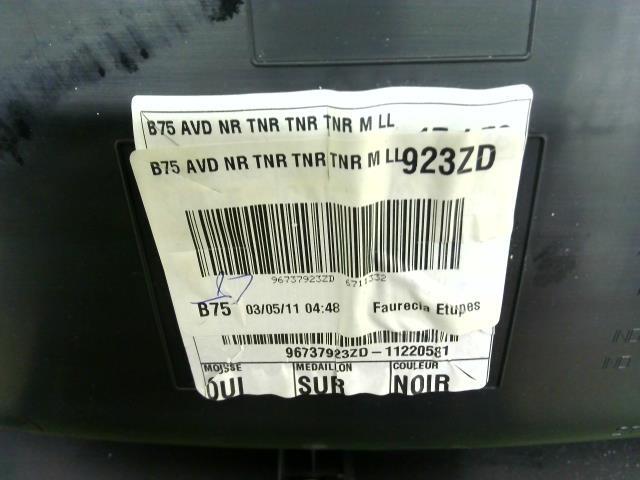 B75 AVD NR TNR TNR TNR M LL
B75 AVD NR TNR TNR TNR M LL 923ZD
96737923ZD 6711332
B75 03/05/11 04:48 Faurecia Etupes
96737923ZD-11220581
MOUSSE MEDAILLON COULEUR
OUI SUR NOIR